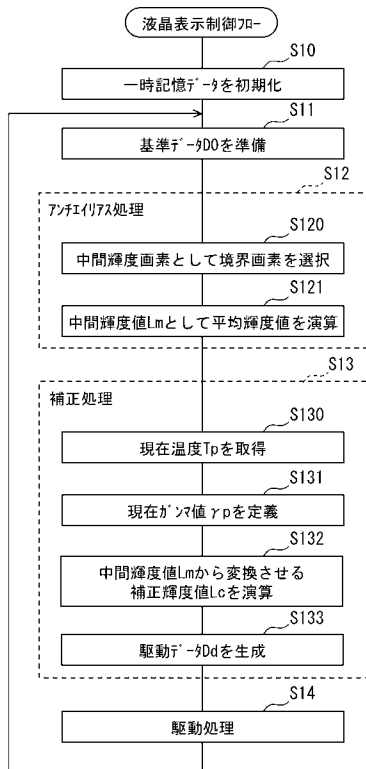 液晶表示制御ﾌﾛｰ
S10
一時記憶ﾃﾞｰﾀを初期化
S11
基準ﾃﾞｰﾀD0を準備
S12
ｱﾝﾁｴｲﾘｱｽ処理
S120
中間輝度画素として境界画素を選択
S121
中間輝度値Lmとして平均輝度値を演算
S13
補正処理
S130
現在温度Tpを取得
S131
現在ｶﾞﾝﾏ値γpを定義
S132
中間輝度値Lmから変換させる
補正輝度値Lcを演算
S133
駆動ﾃﾞｰﾀDdを生成
S14
駆動処理